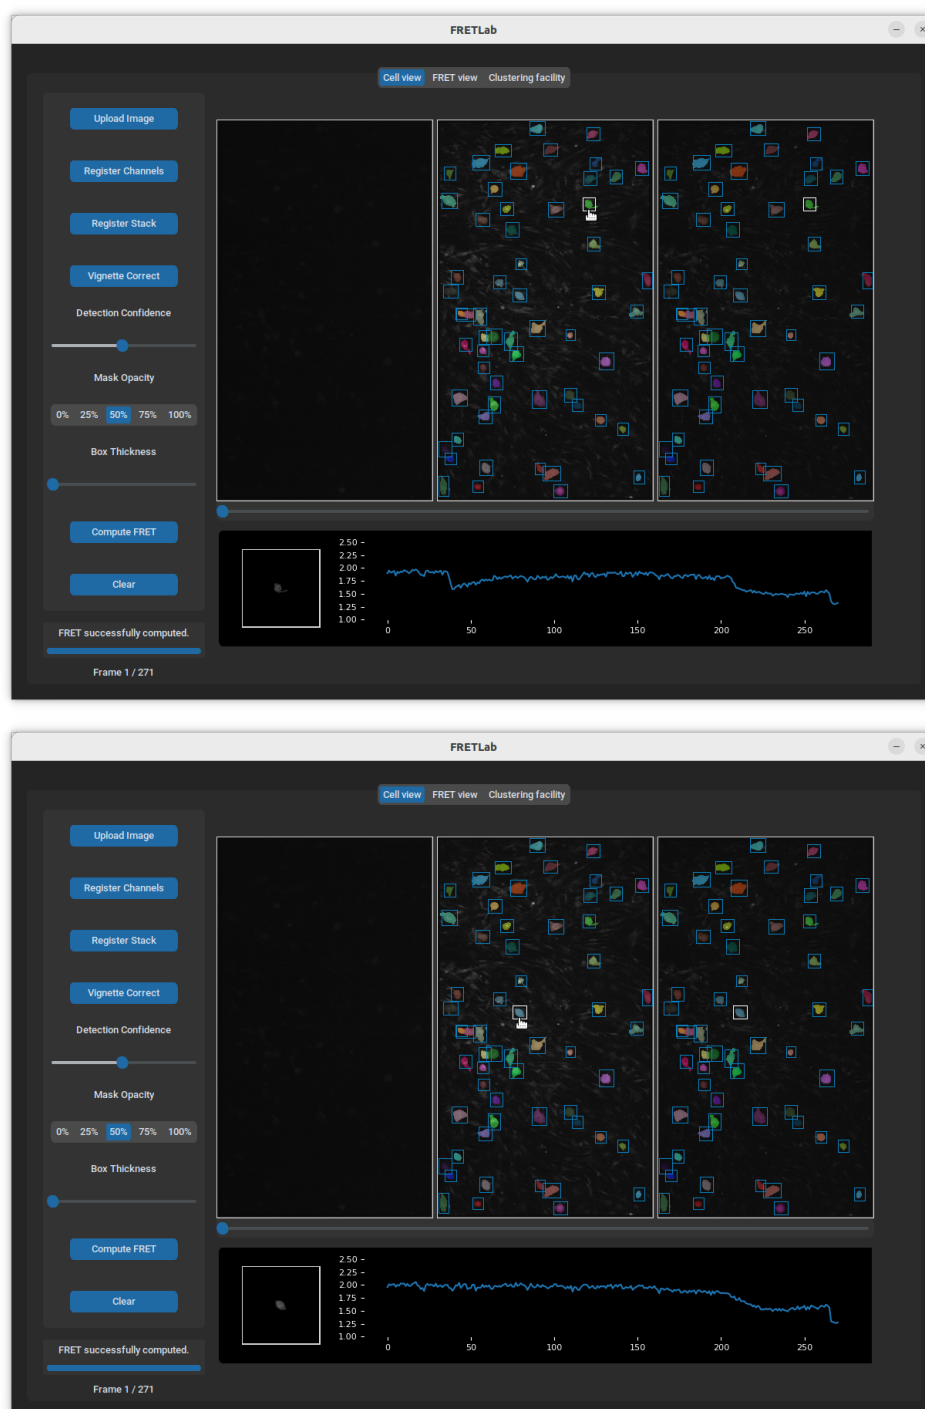 FRETLab
Cell view FRET view Clustering facility
Upload Image
Register Channels
Register Stack
Vignette Correct
Detection Confidence
Mask Opacity
0% 25% 50% 75% 100%
Box Thickness
Compute FRET
Clear
FRET successfully computed.
Frame 1 / 271
2.50
2.25
2.00
1.75
1.50
1.25
1.00
0 50 100 150 200 250
FRETLab
Cell view FRET view Clustering facility
Upload Image
Register Channels
Register Stack
Vignette Correct
Detection Confidence
Mask Opacity
0% 25% 50% 75% 100%
Box Thickness
Compute FRET
Clear
FRET successfully computed.
Frame 1 / 271
2.50
2.25
2.00
1.75
1.50
1.25
1.00
0 50 100 150 200 250